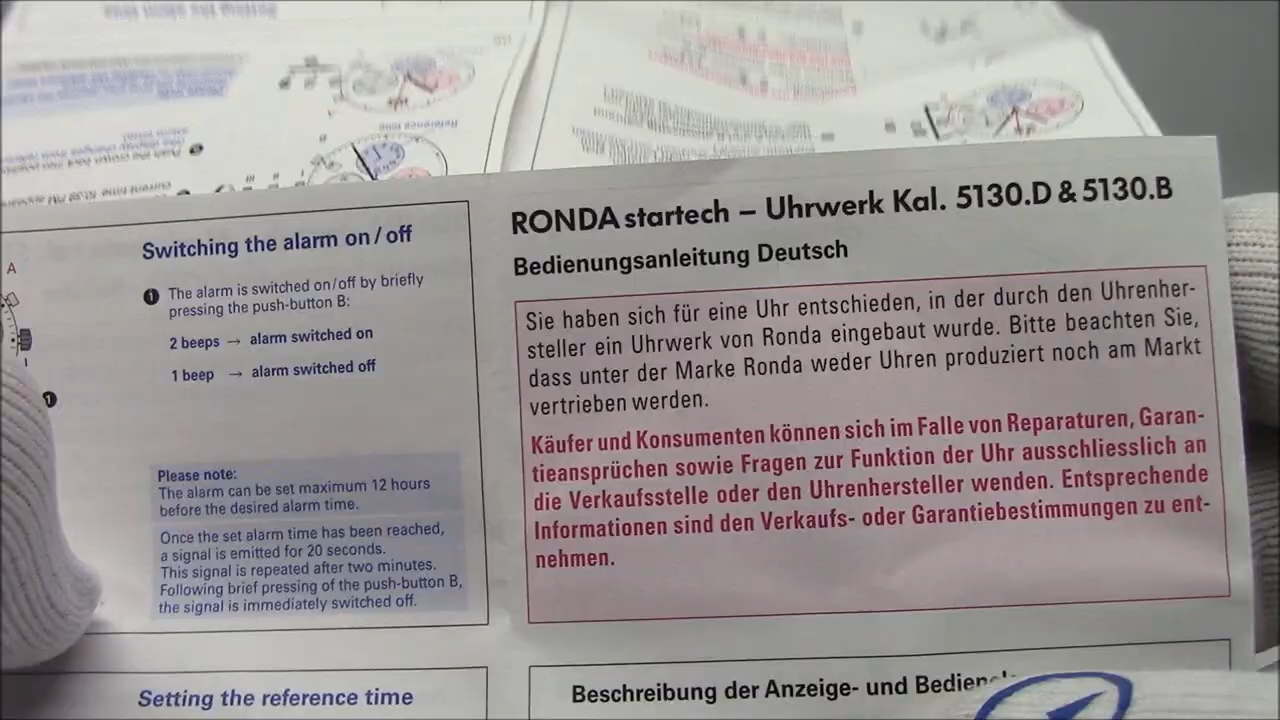 Reference time
A
Switching the alarm on / off
1 The alarm is switched on/off by briefly
pressing the push-button B:
2 beeps → alarm switched on
1 beep → alarm switched off
I
1
Please note:
The alarm can be set maximum 12 hours
before the desired alarm time.
Once the set alarm time has been reached,
a signal is emitted for 20 seconds.
This signal is repeated after two minutes.
Following brief pressing of the push-button B,
the signal is immediately switched off.
Setting the reference time
RONDA startech – Uhrwerk Kal. 5130.D & 5130.B
Bedienungsanleitung Deutsch
Sie haben sich für eine Uhr entschieden, in der durch den Uhrenher-
steller ein Uhrwerk von Ronda eingebaut wurde. Bitte beachten Sie,
dass unter der Marke Ronda weder Uhren produziert noch am Markt
vertrieben werden.
Käufer und Konsumenten können sich im Falle von Reparaturen, Garan-
tieansprüchen sowie Fragen zur Funktion der Uhr ausschliesslich an
die Verkaufsstelle oder den Uhrenhersteller wenden. Entsprechende
Informationen sind den Verkaufs- oder Garantiebestimmungen zu ent-
nehmen.
Beschreibung der Anzeige- und